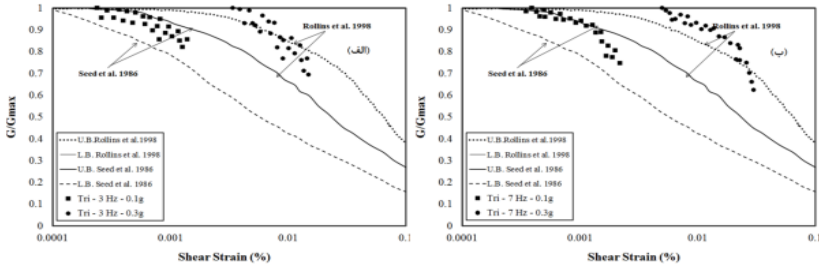 1
0.9
0.8
0.7
0.6
0.5
0.4
0.3
0.2
0.1
0
G/Gmax
0.0001
0.001
0.01
0.1
Shear Strain (%)
Rollins et al. 1998
(الف)
Seed et al. 1986
U.B. Rollins et al.1998
L.B. Rollins et al. 1998
U.B. Seed et al. 1986
L.B. Seed et al. 1986
Tri - 3 Hz - 0.1g
Tri - 3 Hz - 0.3g
1
0.9
0.8
0.7
0.6
0.5
0.4
0.3
0.2
0.1
0
G/Gmax
0.0001
0.001
0.01
0.1
Shear Strain (%)
Rollins et al. 1998
(ب)
Seed et al. 1986
U.B. Rollins et al.1998
L.B. Rollins et al. 1998
U.B. Seed et al. 1986
L.B. Seed et al. 1986
Tri - 7 Hz - 0.1g
Tri - 7 Hz - 0.3g